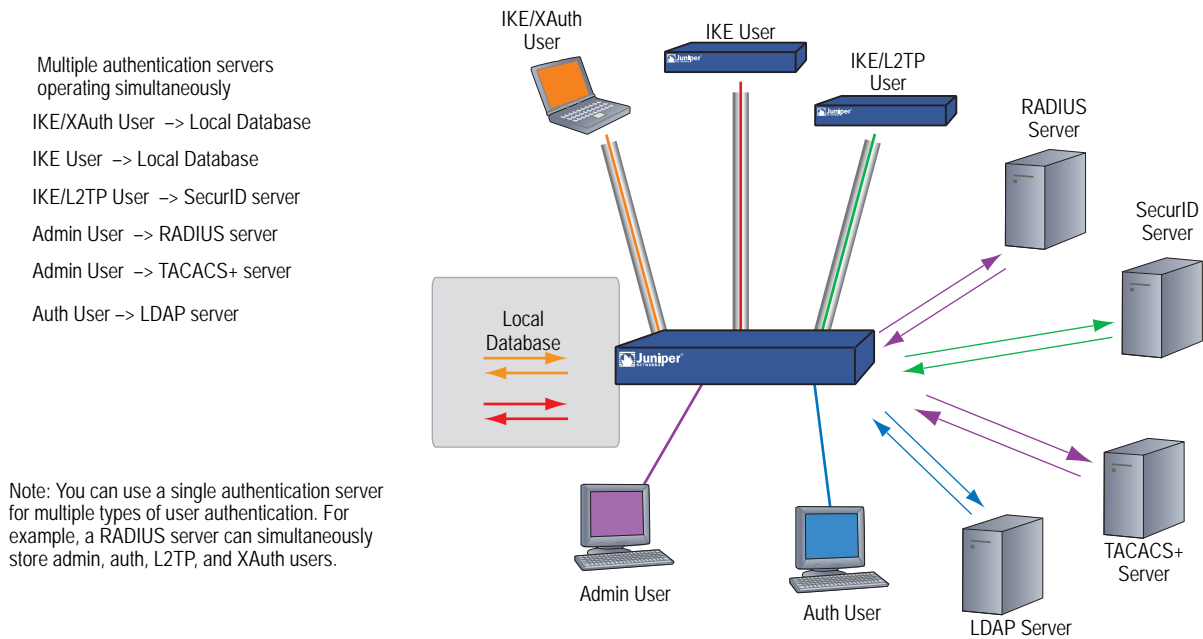 Multiple authentication servers
operating simultaneously
IKE/XAuth User –> Local Database
IKE User –> Local Database
IKE/L2TP User –> SecurID server
Admin User –> RADIUS server
Admin User –> TACACS+ server
Auth User –> LDAP server
Note: You can use a single authentication server
for multiple types of user authentication. For
example, a RADIUS server can simultaneously
store admin, auth, L2TP, and XAuth users.
IKE/XAuth
User
IKE User
Juniper
IKE/L2TP
User
Juniper
RADIUS
Server
SecurID
Server
Local
Database
Juniper
NETWORKS
Admin User
Auth User
LDAP Server
TACACS+
Server